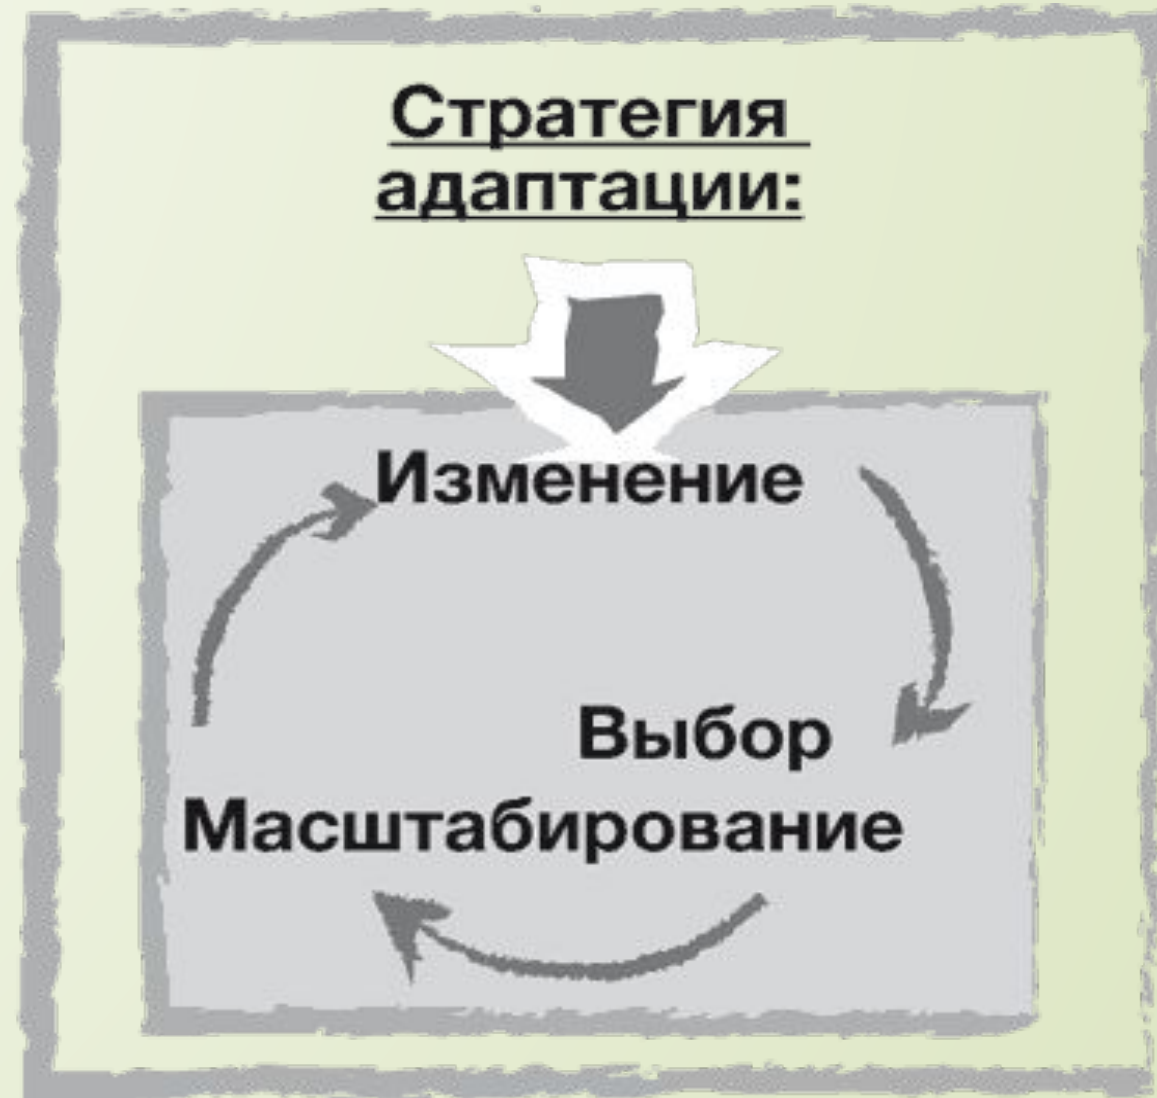 Стратегия
адаптации:
Изменение
Выбор
Масштабирование